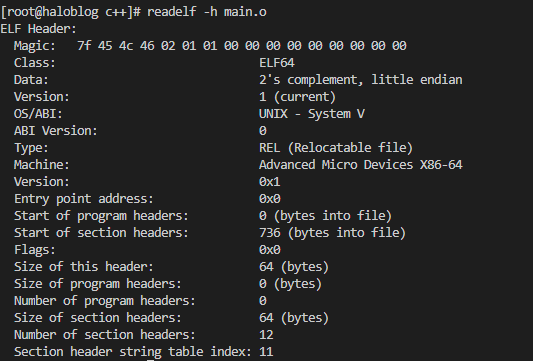 [root@haloblog c++]# readelf -h main.o
ELF Header:
  Magic:   7f 45 4c 46 02 01 01 00 00 00 00 00 00 00 00 00
  Class:                             ELF64
  Data:                              2's complement, little endian
  Version:                           1 (current)
  OS/ABI:                            UNIX - System V
  ABI Version:                       0
  Type:                              REL (Relocatable file)
  Machine:                           Advanced Micro Devices X86-64
  Version:                           0x1
  Entry point address:               0x0
  Start of program headers:          0 (bytes into file)
  Start of section headers:          736 (bytes into file)
  Flags:                             0x0
  Size of this header:               64 (bytes)
  Size of program headers:           0 (bytes)
  Number of program headers:         0
  Size of section headers:           64 (bytes)
  Number of section headers:         12
  Section header string table index: 11